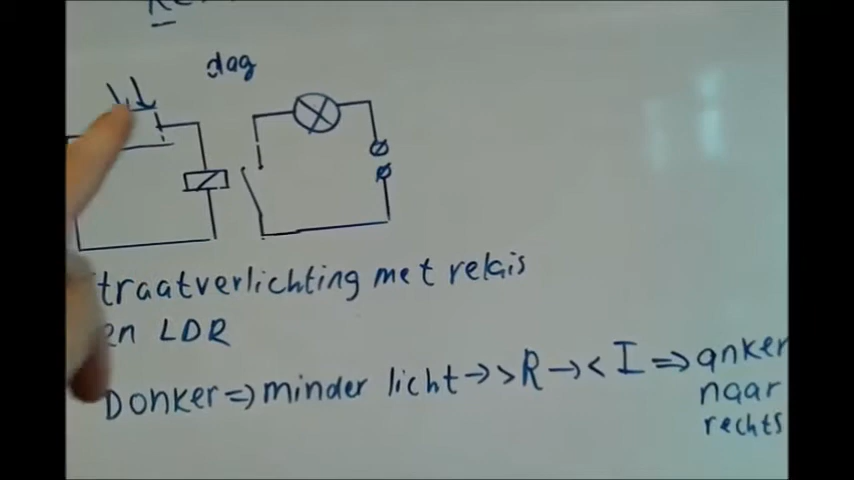 dag
traatverlichting met relais
en LDR
Donker => minder licht → > R → < I => anker
naar
rechts